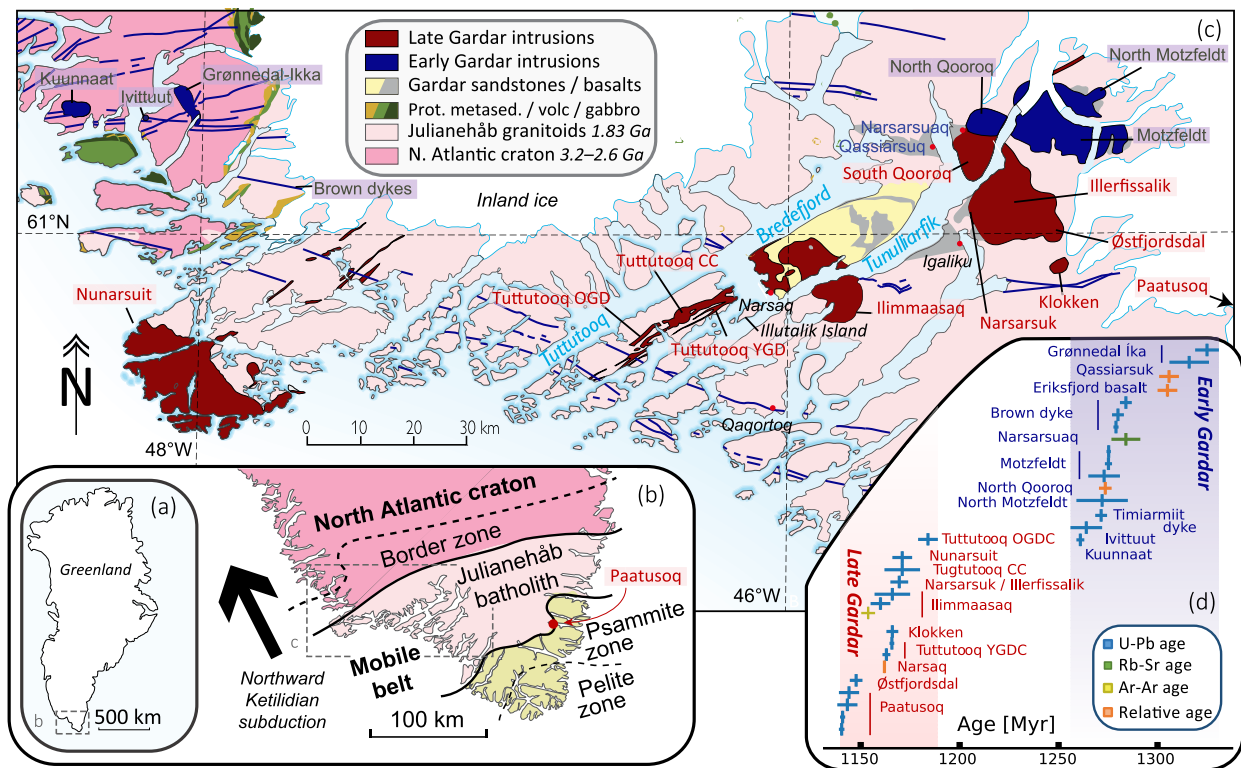 (c)
Late Gardar intrusions
Early Gardar intrusions
Gardar sandstones / basalts
Prot. metased. / volc / gabbro
Julianehåb granitoids 1.83 Ga
N. Atlantic craton 3.2–2.6 Ga
Kuunnaat
Ivittuut
Grønnedal-Ikka
Brown dykes
North Qooroq
North Motzfeldt
Motzfeldt
Narsarsuaq
Qassiarsuq
South Qooroq
Illerfissalik
Østfjordsdal
Inland ice
61°N
Bredefjord
Tunulliarfik
Igaliku
Klokken
Paatusoq
Narsarsuk
Nunarsuit
Tuttutooq CC
Tuttutooq OGD
Tuttutooq
Tuttutooq YGD
Narsaq
Illutalik Island
Ilimmaasaq
Qaqortoq
N
48°W
0 10 20 30 km
46°W
(a)
Greenland
b
500 km
(b)
North Atlantic craton
Border zone
Julianehåb
batholith
Paatusoq
c
Psammite
zone
Mobile
belt
Pelite
zone
Northward
Ketilidian
subduction
100 km
Grønnedal Íka
Qassiarsuk
Eriksfjord basalt
Brown dyke
Narsarsuaq
Motzfeldt
North Qooroq
North Motzfeldt
Timiarmiit
dyke
Ivittuut
Kuunnaat
Early Gardar
Tuttutooq OGDC
Nunarsuit
Tugtutooq CC
Narsarsuk / Illerfissalik
Ilimmaasaq
Late Gardar
Klokken
Tuttutooq YGDC
Narsaq
Østfjordsdal
Paatusoq
(d)
U-Pb age
Rb-Sr age
Ar-Ar age
Relative age
Age [Myr]
1150 1200 1250 1300